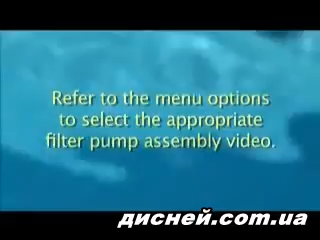 Refer to the menu options
to select the appropriate
filter pump assembly video.
дисней.com.ua